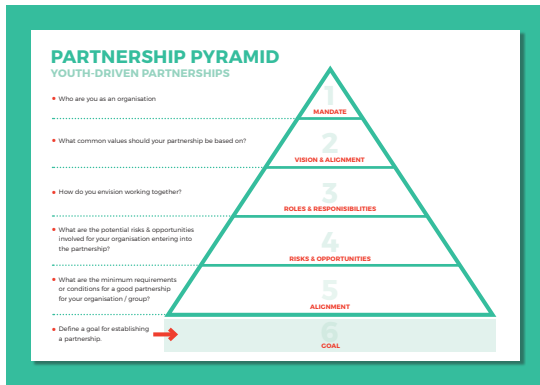 PARTNERSHIP PYRAMID
YOUTH-DRIVEN PARTNERSHIPS
Who are you as an organisation
1
MANDATE
What common values should your partnership be based on?
2
VISION & ALIGNMENT
How do you envision working together?
3
ROLES & RESPONISIBILITIES
What are the potential risks & opportunities
involved for your organisation entering into
the partnership?
4
RISKS & OPPORTUNITIES
What are the minimum requirements
or conditions for a good partnership
for your organisation / group?
5
ALIGNMENT
Define a goal for establishing
a partnership.
6
GOAL